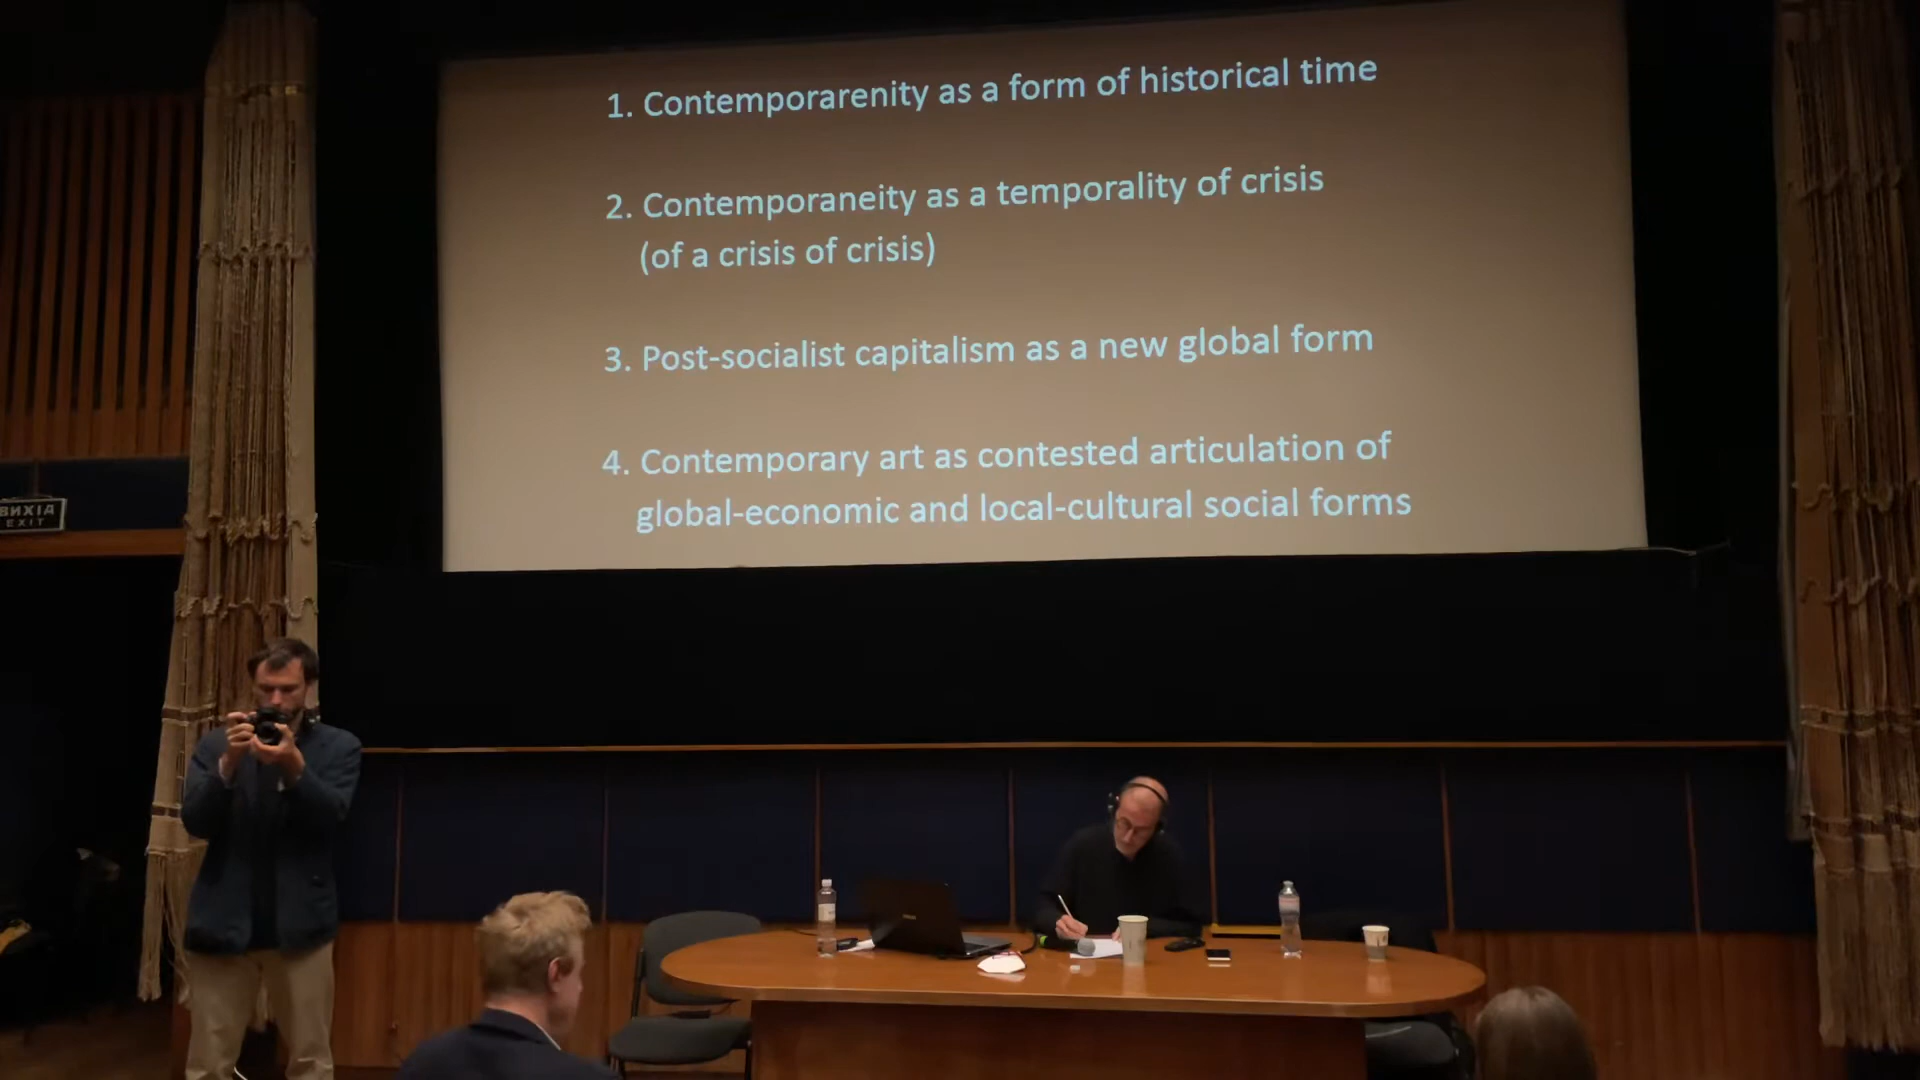 1. Contemporarenity as a form of historical time
2. Contemporaneity as a temporality of crisis
(of a crisis of crisis)
3. Post-socialist capitalism as a new global form
4. Contemporary art as contested articulation of
global-economic and local-cultural social forms
ВИХІД
EXIT